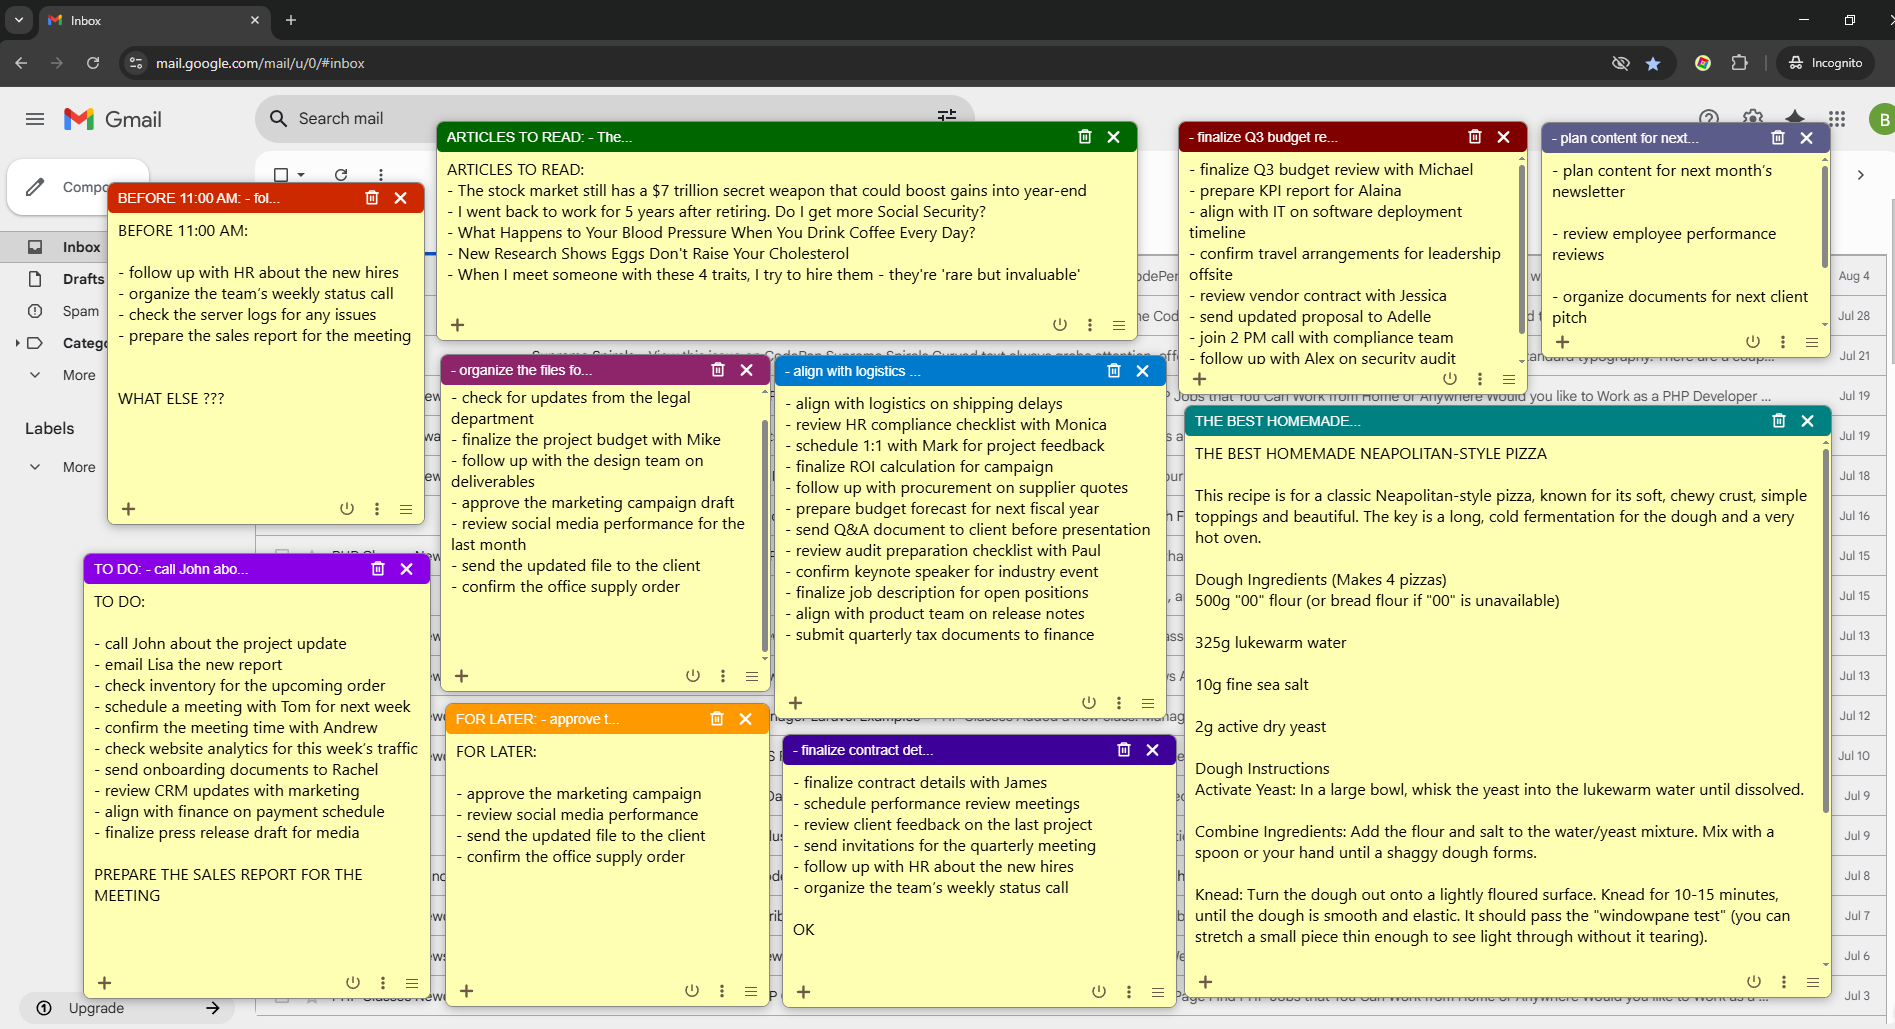 Inbox
mail.google.com/mail/u/0/#inbox
Incognito
Gmail
Search mail
B
Inbox
Drafts
Spam
More
Labels
More
Upgrade
BEFORE 11:00 AM: - fol...
BEFORE 11:00 AM:
- follow up with HR about the new hires
- organize the team’s weekly status call
- check the server logs for any issues
- prepare the sales report for the meeting
WHAT ELSE ???
TO DO: - call John abo...
TO DO:
- call John about the project update
- email Lisa the new report
- check inventory for the upcoming order
- schedule a meeting with Tom for next week
- confirm the meeting time with Andrew
- check website analytics for this week’s traffic
- send onboarding documents to Rachel
- review CRM updates with marketing
- align with finance on payment schedule
- finalize press release draft for media
PREPARE THE SALES REPORT FOR THE
MEETING
ARTICLES TO READ: - The...
ARTICLES TO READ:
- The stock market still has a $7 trillion secret weapon that could boost gains into year-end
- I went back to work for 5 years after retiring. Do I get more Social Security?
- What Happens to Your Blood Pressure When You Drink Coffee Every Day?
- New Research Shows Eggs Don't Raise Your Cholesterol
- When I meet someone with these 4 traits, I try to hire them - they're 'rare but invaluable'
- organize the files fo...
- check for updates from the legal
department
- finalize the project budget with Mike
- follow up with the design team on
deliverables
- approve the marketing campaign draft
- review social media performance for the
last month
- send the updated file to the client
- confirm the office supply order
FOR LATER: - approve t...
FOR LATER:
- approve the marketing campaign
- review social media performance
- send the updated file to the client
- confirm the office supply order
- align with logistics ...
- align with logistics on shipping delays
- review HR compliance checklist with Monica
- schedule 1:1 with Mark for project feedback
- finalize ROI calculation for campaign
- follow up with procurement on supplier quotes
- prepare budget forecast for next fiscal year
- send Q&A document to client before presentation
- review audit preparation checklist with Paul
- confirm keynote speaker for industry event
- finalize job description for open positions
- align with product team on release notes
- submit quarterly tax documents to finance
- finalize contract det...
- finalize contract details with James
- schedule performance review meetings
- review client feedback on the last project
- send invitations for the quarterly meeting
- follow up with HR about the new hires
- organize the team’s weekly status call
OK
- finalize Q3 budget re...
- finalize Q3 budget review with Michael
- prepare KPI report for Alaina
- align with IT on software deployment
timeline
- confirm travel arrangements for leadership
offsite
- review vendor contract with Jessica
- send updated proposal to Adelle
- join 2 PM call with compliance team
- follow up with Alex on security audit
- plan content for next...
- plan content for next month’s
newsletter
- review employee performance
reviews
- organize documents for next client
pitch
THE BEST HOMEMADE...
THE BEST HOMEMADE NEAPOLITAN-STYLE PIZZA
This recipe is for a classic Neapolitan-style pizza, known for its soft, chewy crust, simple
toppings and beautiful. The key is a long, cold fermentation for the dough and a very
hot oven.
Dough Ingredients (Makes 4 pizzas)
500g "00" flour (or bread flour if "00" is unavailable)
325g lukewarm water
10g fine sea salt
2g active dry yeast
Dough Instructions
Activate Yeast: In a large bowl, whisk the yeast into the lukewarm water until dissolved.
Combine Ingredients: Add the flour and salt to the water/yeast mixture. Mix with a
spoon or your hand until a shaggy dough forms.
Knead: Turn the dough out onto a lightly floured surface. Knead for 10-15 minutes,
until the dough is smooth and elastic. It should pass the "windowpane test" (you can
stretch a small piece thin enough to see light through without it tearing).
Aug 4
Jul 28
Jul 21
Jobs that You Can Work from Home or Anywhere Would you like to Work as a PHP Developer ...
Jul 19
Jul 19
Jul 18
Jul 16
Jul 15
Jul 15
Jul 13
Jul 13
Jul 12
Jul 10
Jul 9
Jul 9
Jul 8
Jul 7
Jul 6
Jul 3